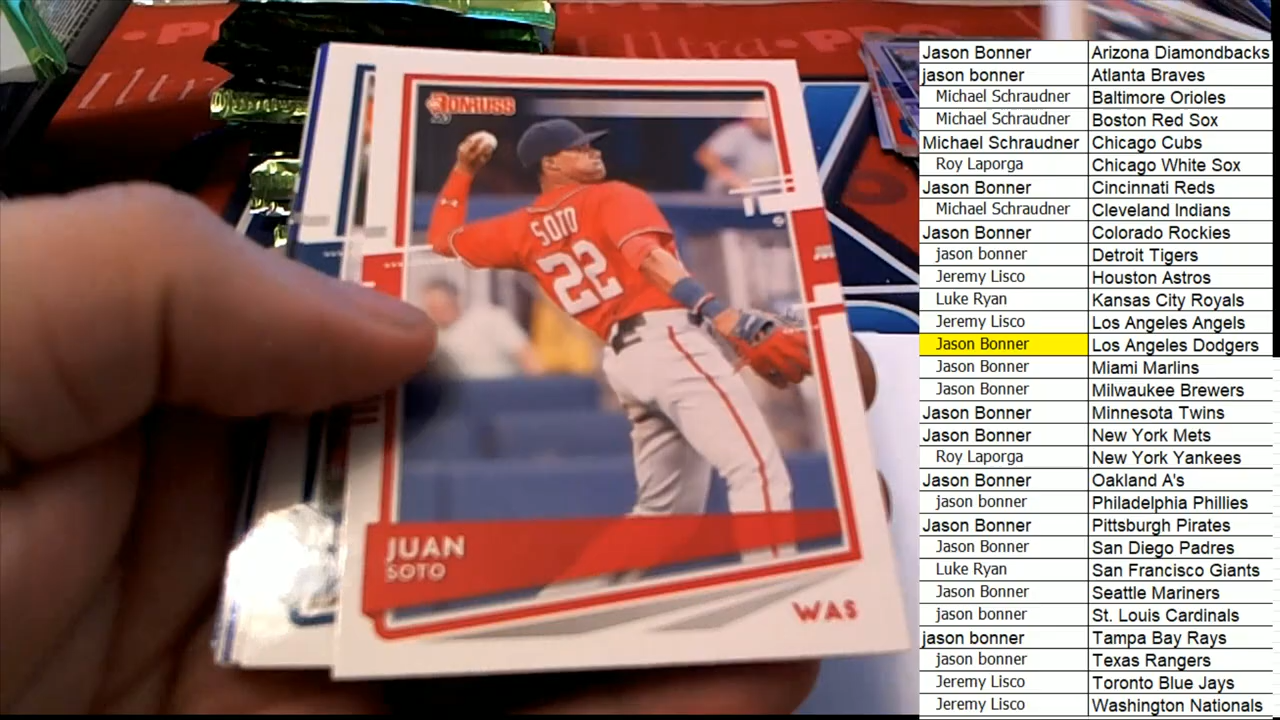 DONRUSS
SOTO
22
JUAN
SOTO
WAS
Jason Bonner Arizona Diamondbacks
jason bonner Atlanta Braves
Michael Schraudner Baltimore Orioles
Michael Schraudner Boston Red Sox
Michael Schraudner Chicago Cubs
Roy Laporga Chicago White Sox
Jason Bonner Cincinnati Reds
Michael Schraudner Cleveland Indians
Jason Bonner Colorado Rockies
jason bonner Detroit Tigers
Jeremy Lisco Houston Astros
Luke Ryan Kansas City Royals
Jeremy Lisco Los Angeles Angels
Jason Bonner Los Angeles Dodgers
Jason Bonner Miami Marlins
Jason Bonner Milwaukee Brewers
Jason Bonner Minnesota Twins
Jason Bonner New York Mets
Roy Laporga New York Yankees
Jason Bonner Oakland A's
jason bonner Philadelphia Phillies
Jason Bonner Pittsburgh Pirates
Jason Bonner San Diego Padres
Luke Ryan San Francisco Giants
Jason Bonner Seattle Mariners
jason bonner St. Louis Cardinals
jason bonner Tampa Bay Rays
jason bonner Texas Rangers
Jeremy Lisco Toronto Blue Jays
Jeremy Lisco Washington Nationals